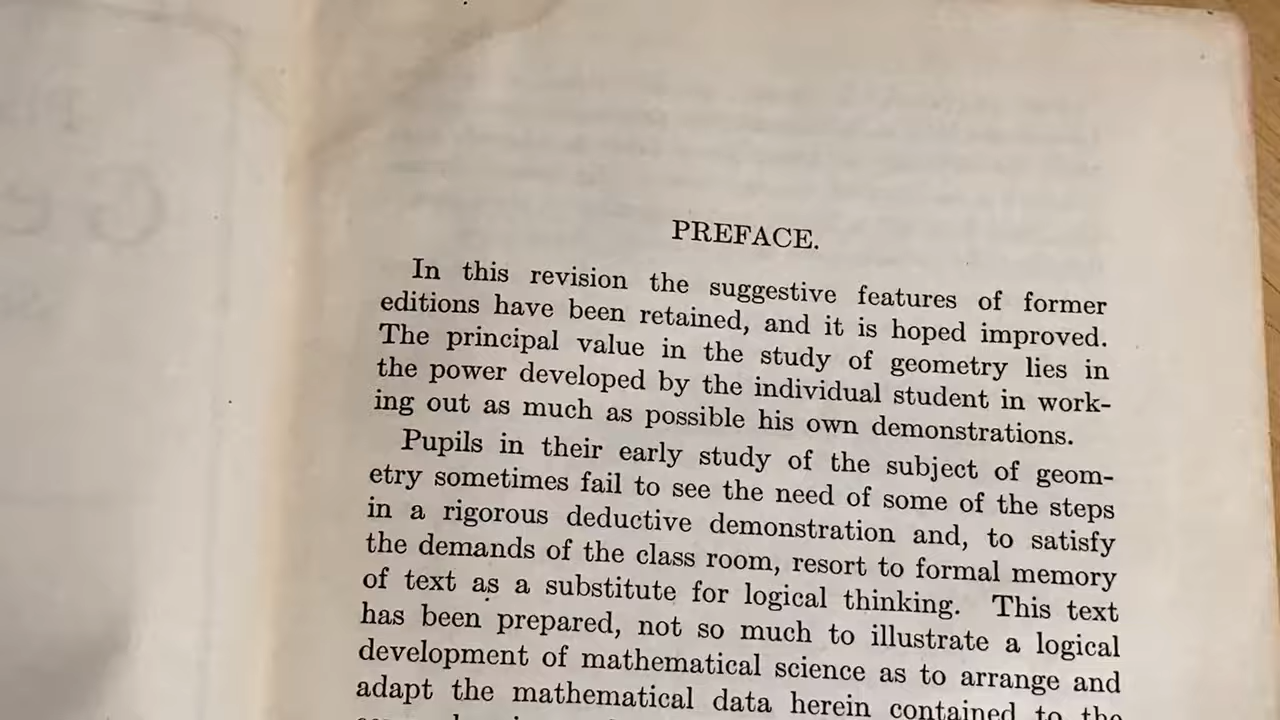 PREFACE.
In this revision the suggestive features of former
editions have been retained, and it is hoped improved.
The principal value in the study of geometry lies in
the power developed by the individual student in work-
ing out as much as possible his own demonstrations.
Pupils in their early study of the subject of geom-
etry sometimes fail to see the need of some of the steps
in a rigorous deductive demonstration and, to satisfy
the demands of the class room, resort to formal memory
of text as a substitute for logical thinking. This text
has been prepared, not so much to illustrate a logical
development of mathematical science as to arrange and
adapt the mathematical data herein contained to the